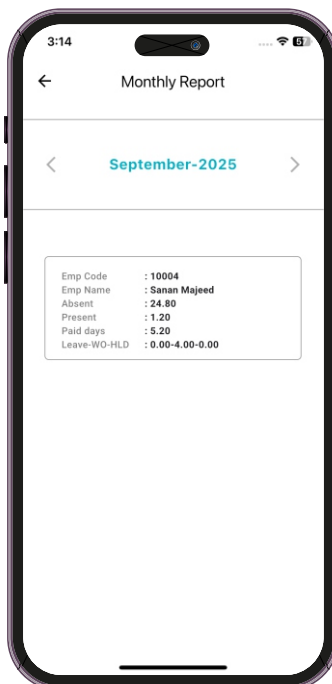 3:14
57
Monthly Report
September-2025
Emp Code : 10004
Emp Name : Sanan Majeed
Absent : 24.80
Present : 1.20
Paid days : 5.20
Leave-WO-HLD : 0.00-4.00-0.00